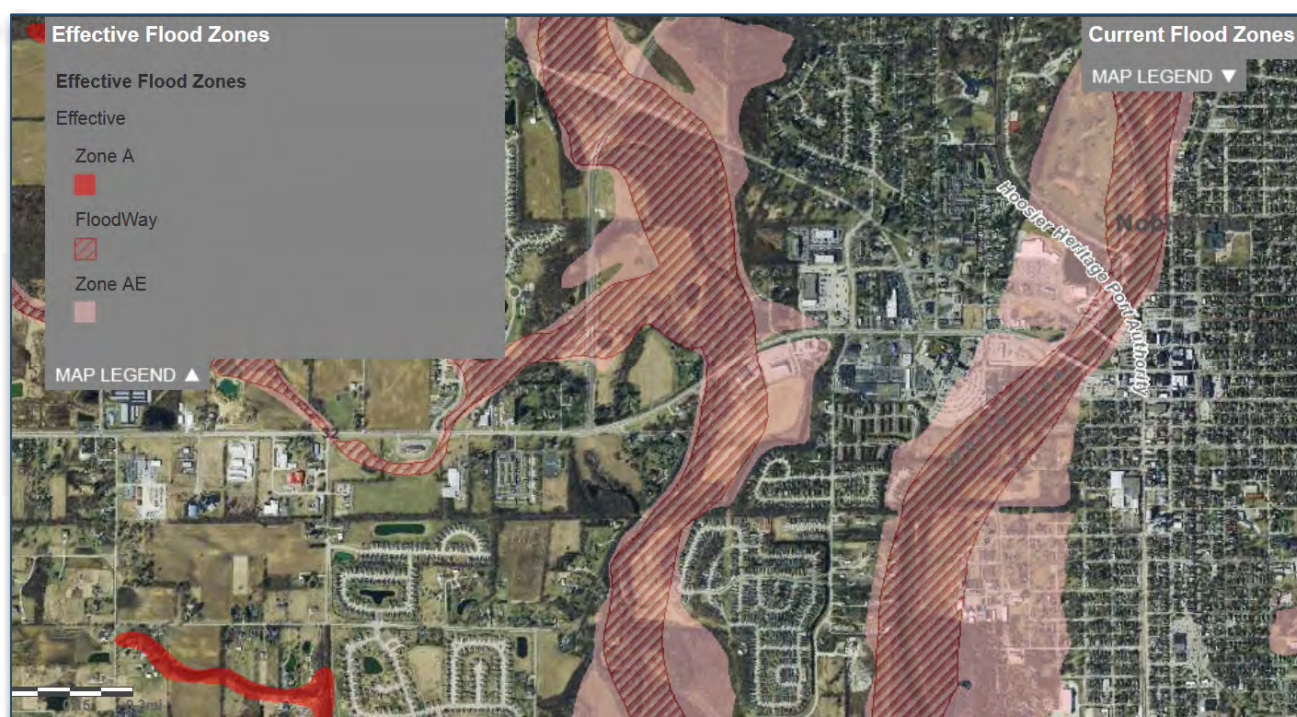 Effective Flood Zones
Current Flood Zones
MAP LEGEND ▼
Effective Flood Zones
Effective
Zone A
FloodWay
Zone AE
MAP LEGEND ▲
Hoosier Heritage Port Authority